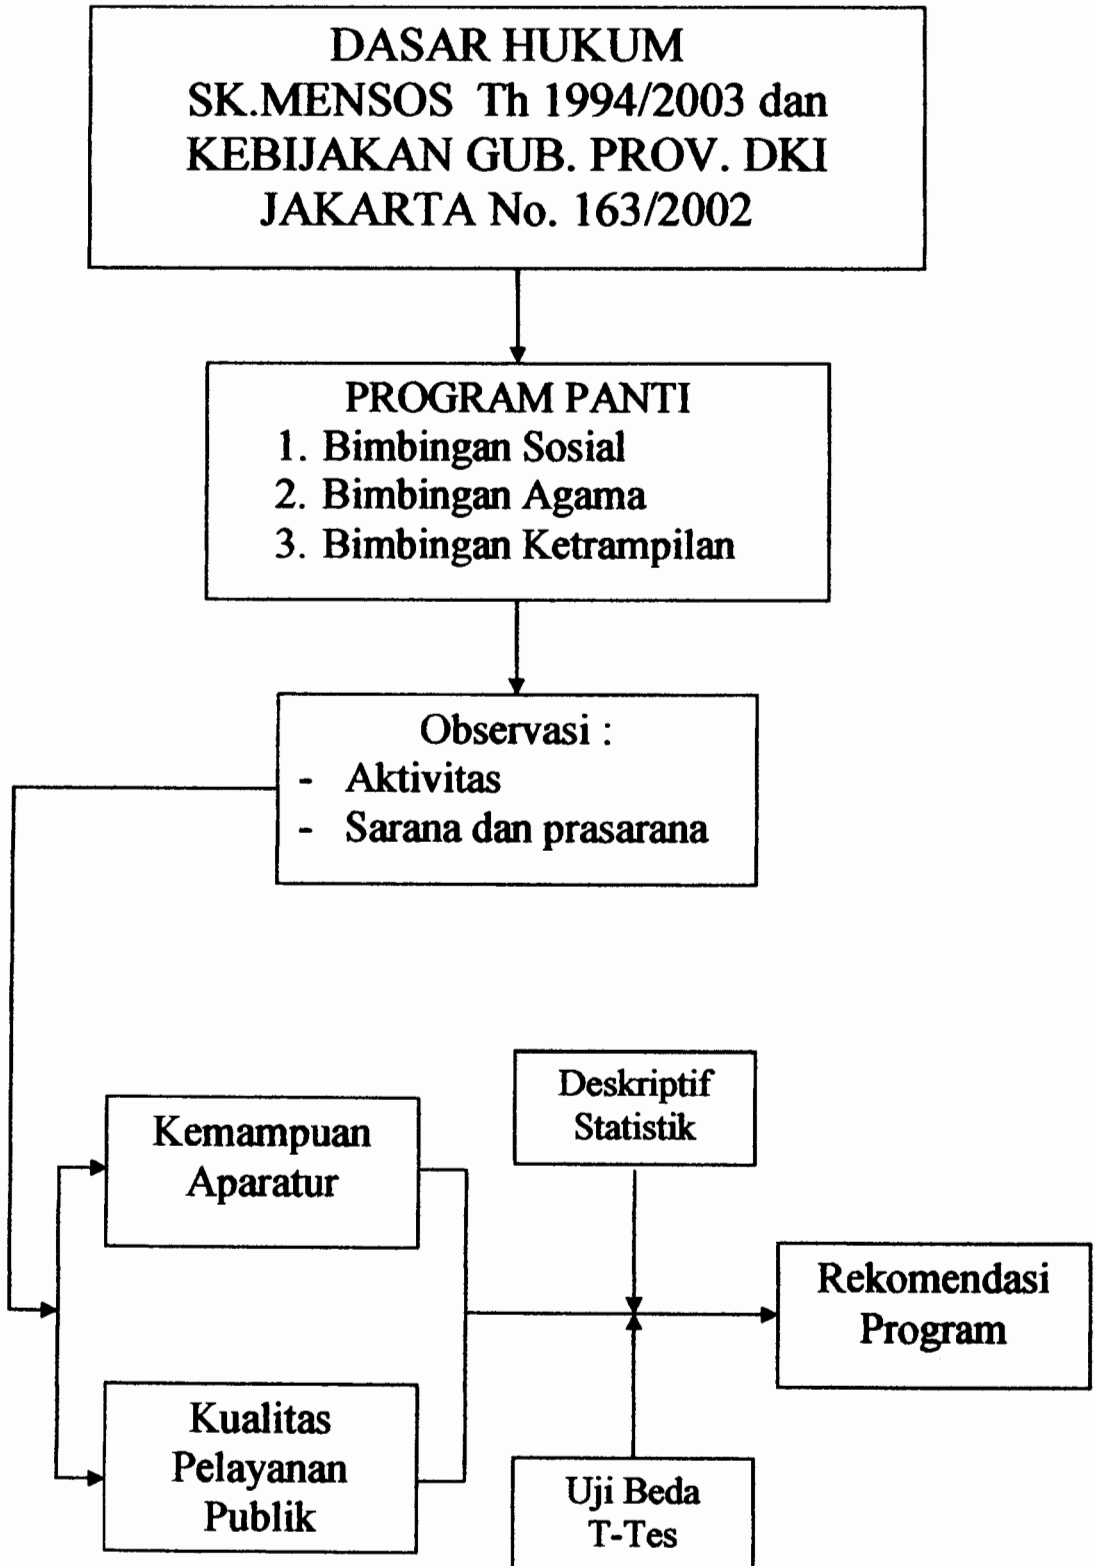 DASAR HUKUM
SK.MENSOS Th 1994/2003 dan
KEBIJAKAN GUB. PROV. DKI
JAKARTA No. 163/2002
PROGRAM PANTI
1. Bimbingan Sosial
2. Bimbingan Agama
3. Bimbingan Ketrampilan
Observasi :
- Aktivitas
- Sarana dan prasarana
Deskriptif
Statistik
Kemampuan
Aparatur
Rekomendasi
Program
Kualitas
Pelayanan
Publik
Uji Beda
T-Tes